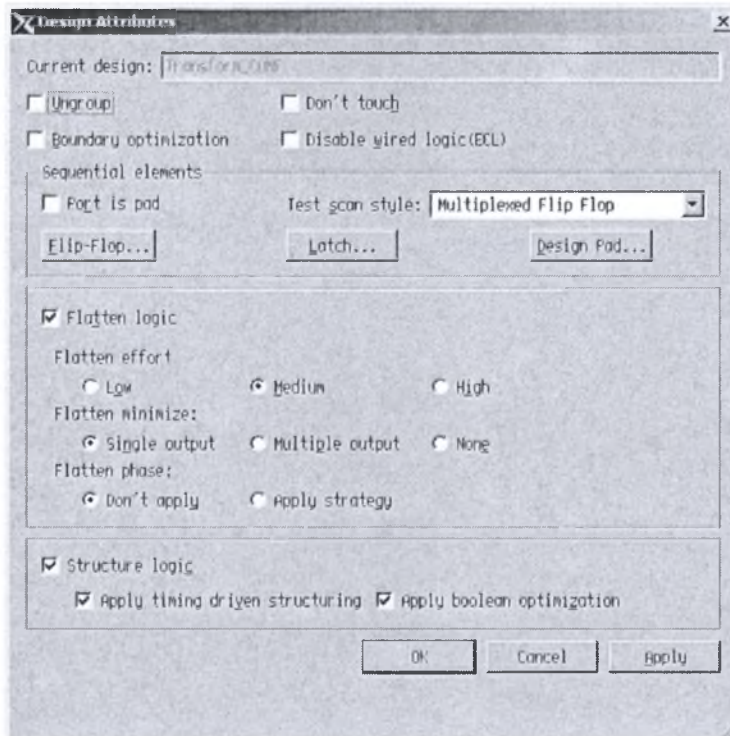 Design Attributes
Current design:
Ungroup Don't touch
Boundary optimization Disable wired logic(ECL)
Sequential elements
Port is pad Test scan style: Multiplexed Flip Flop
Flip-Flop... Latch... Design Pad...
Flatten logic
Flatten effort
Low Medium High
Flatten minimize:
Single output Multiple output None
Flatten phase:
Don't apply Apply strategy
Structure logic
Apply timing driven structuring Apply boolean optimization
OK Cancel Apply